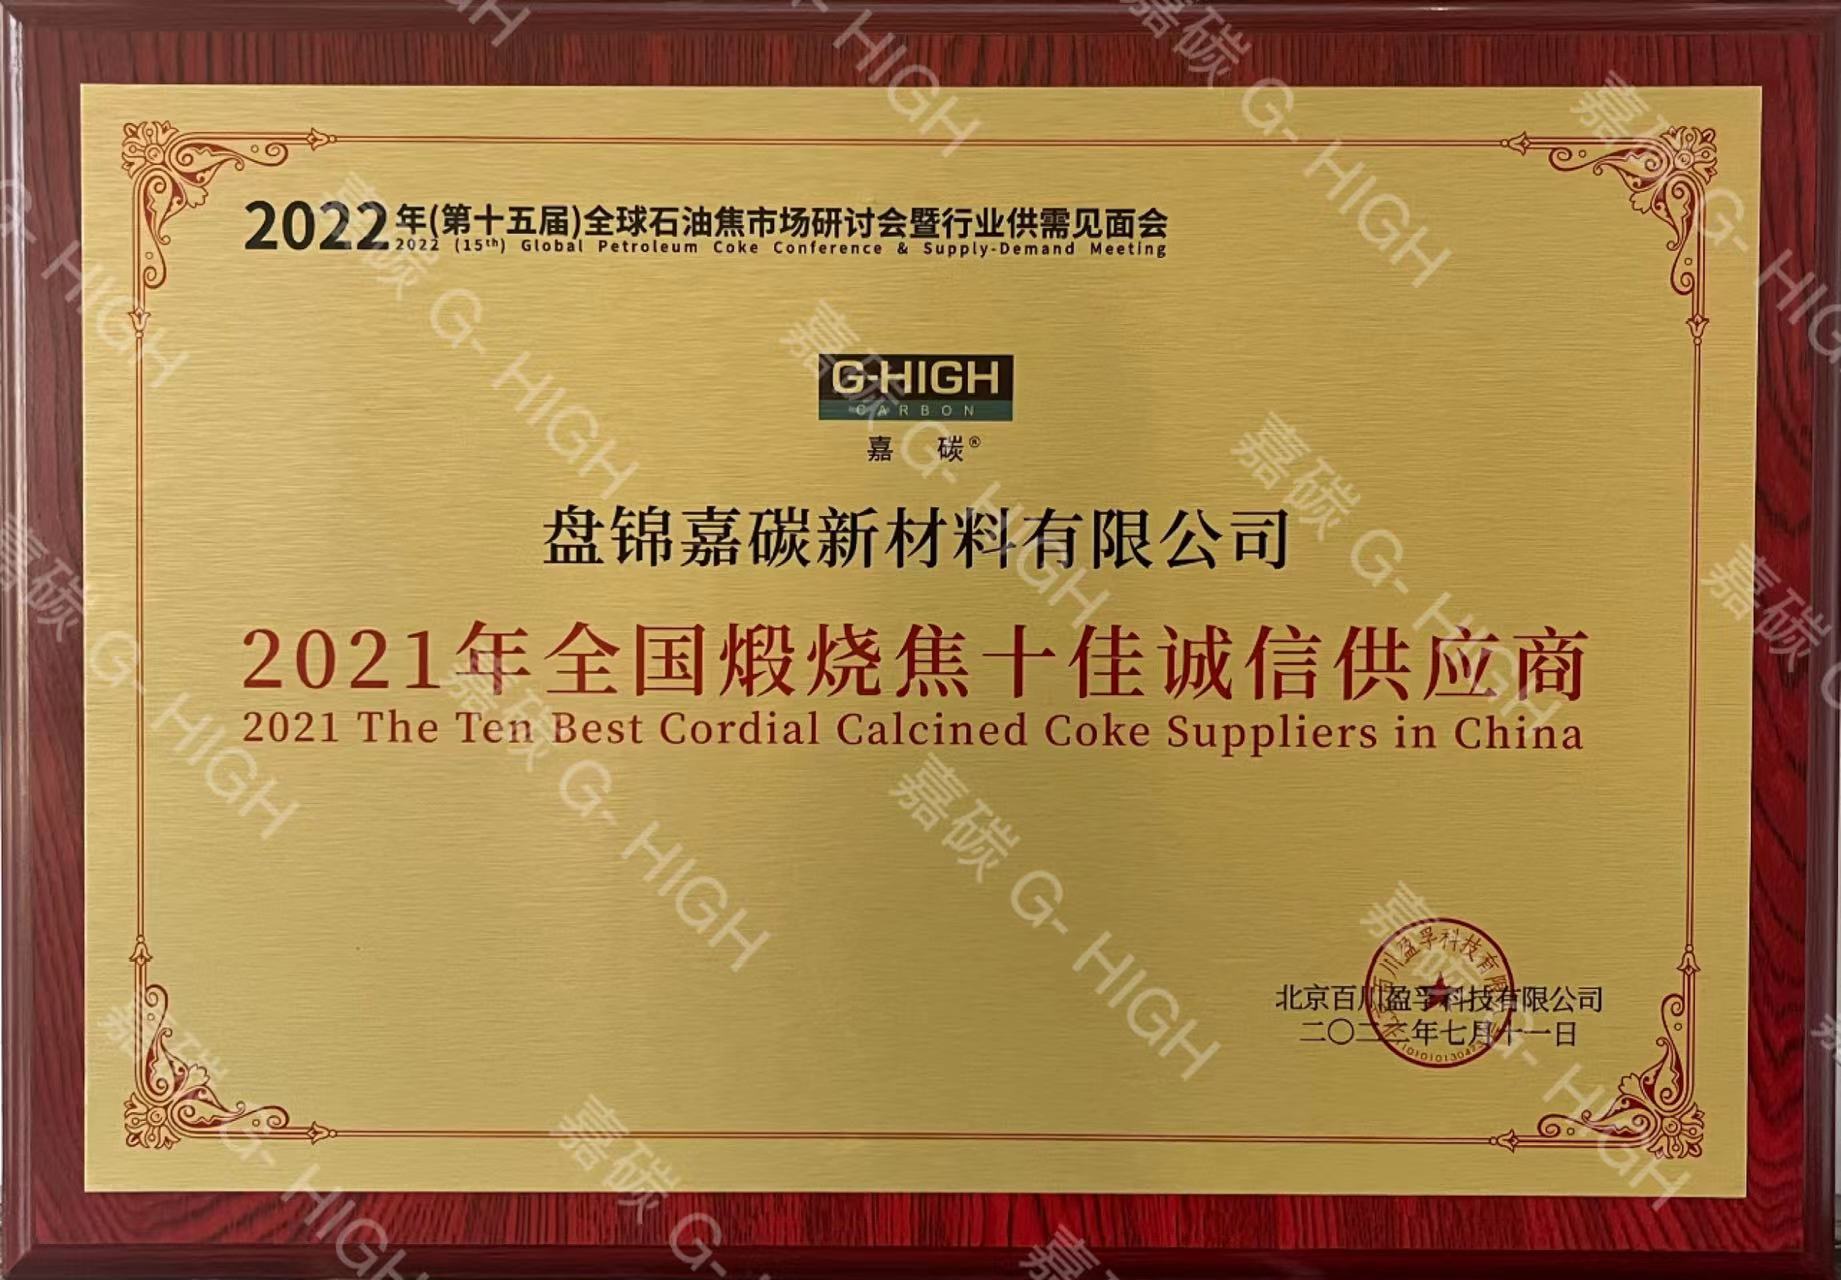 2022年(第十五届)全球石油焦市场研讨会暨行业供需见面会
2022 (15th) Global Petroleum Coke Conference & Supply-Demand Meeting
G-HIGH
CARBON
嘉 碳®
盘锦嘉碳新材料有限公司
2021年全国煅烧焦十佳诚信供应商
2021 The Ten Best Cordial Calcined Coke Suppliers in China
北京百川盈孚科技有限公司
二〇二二年七月十一日
嘉碳 G- HIGH